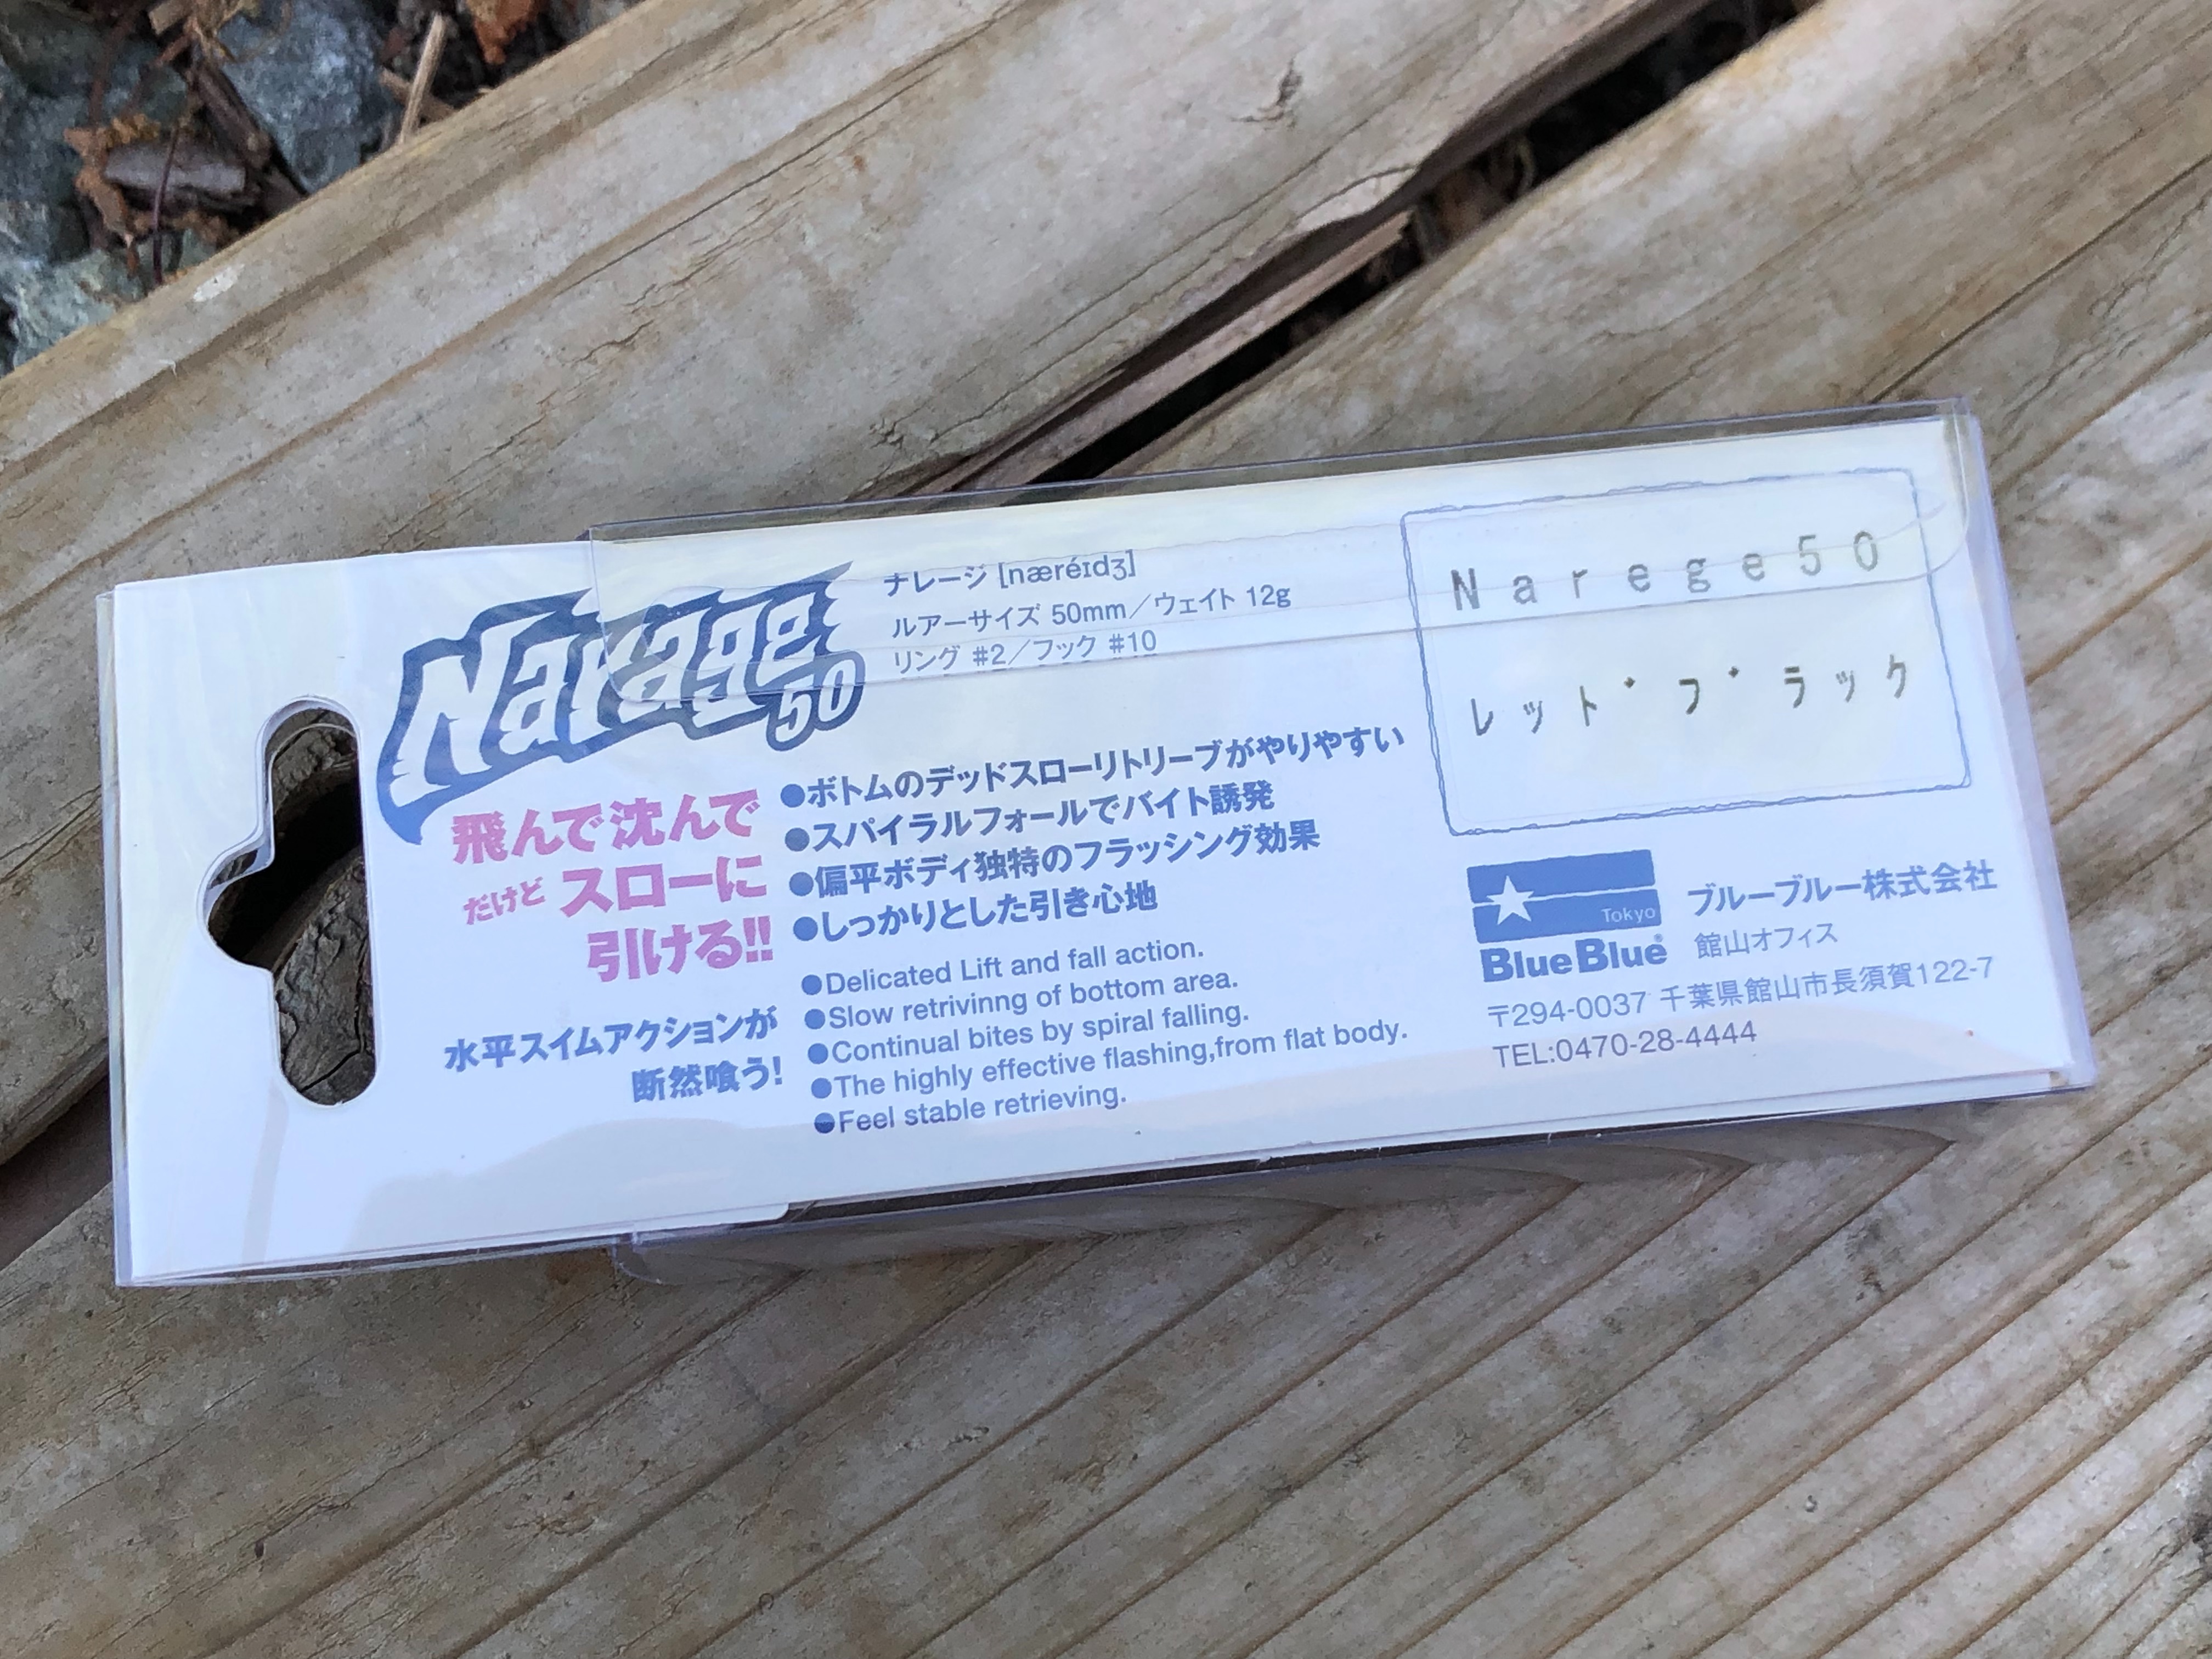 Narage
50
ナレージ [næréɪdʒ]
ルアーサイズ 50mm／ウェイト 12g
リング #2／フック #10
飛んで沈んで
だけど スローに
引ける!!
水平スイムアクションが
断然喰う!
●ボトムのデッドスローリトリーブがやりやすい
●スパイラルフォールでバイト誘発
●偏平ボディ独特のフラッシング効果
●しっかりとした引き心地
●Delicated Lift and fall action.
●Slow retrivinng of bottom area.
●Continual bites by spiral falling.
●The highly effective flashing,from flat body.
●Feel stable retrieving.
Narege50
レッドブラック
Tokyo
BlueBlue®
ブルーブルー株式会社
館山オフィス
〒294-0037 千葉県館山市長須賀122-7
TEL:0470-28-4444